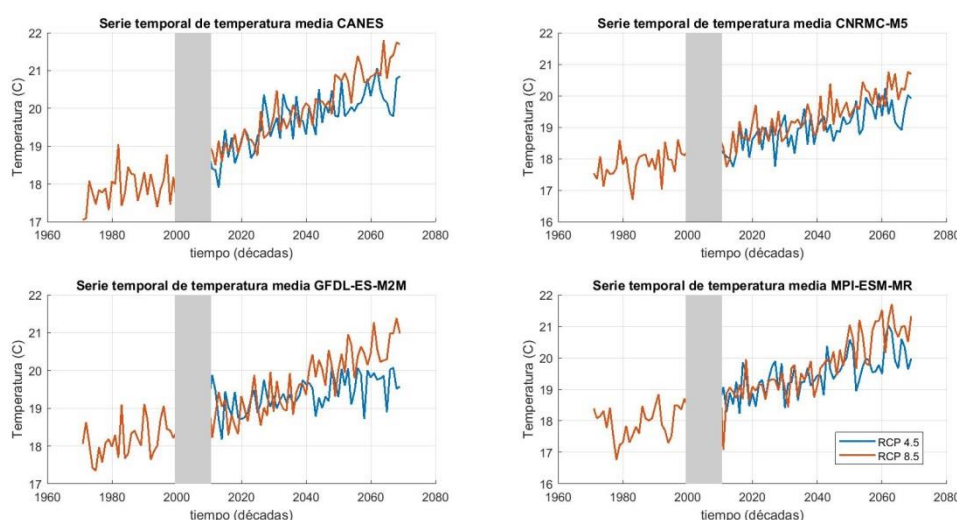 Serie temporal de temperatura media CANES
Temperatura (C)
22
21
20
19
18
17
1960 1980 2000 2020 2040 2060 2080
tiempo (décadas)
Serie temporal de temperatura media CNRMC-M5
Temperatura (C)
22
21
20
19
18
17
16
1960 1980 2000 2020 2040 2060 2080
tiempo (décadas)
Serie temporal de temperatura media GFDL-ES-M2M
Temperatura (C)
22
21
20
19
18
17
1960 1980 2000 2020 2040 2060 2080
tiempo (décadas)
Serie temporal de temperatura media MPI-ESM-MR
Temperatura (C)
22
21
20
19
18
17
16
RCP 4.5
RCP 8.5
1960 1980 2000 2020 2040 2060 2080
tiempo (décadas)